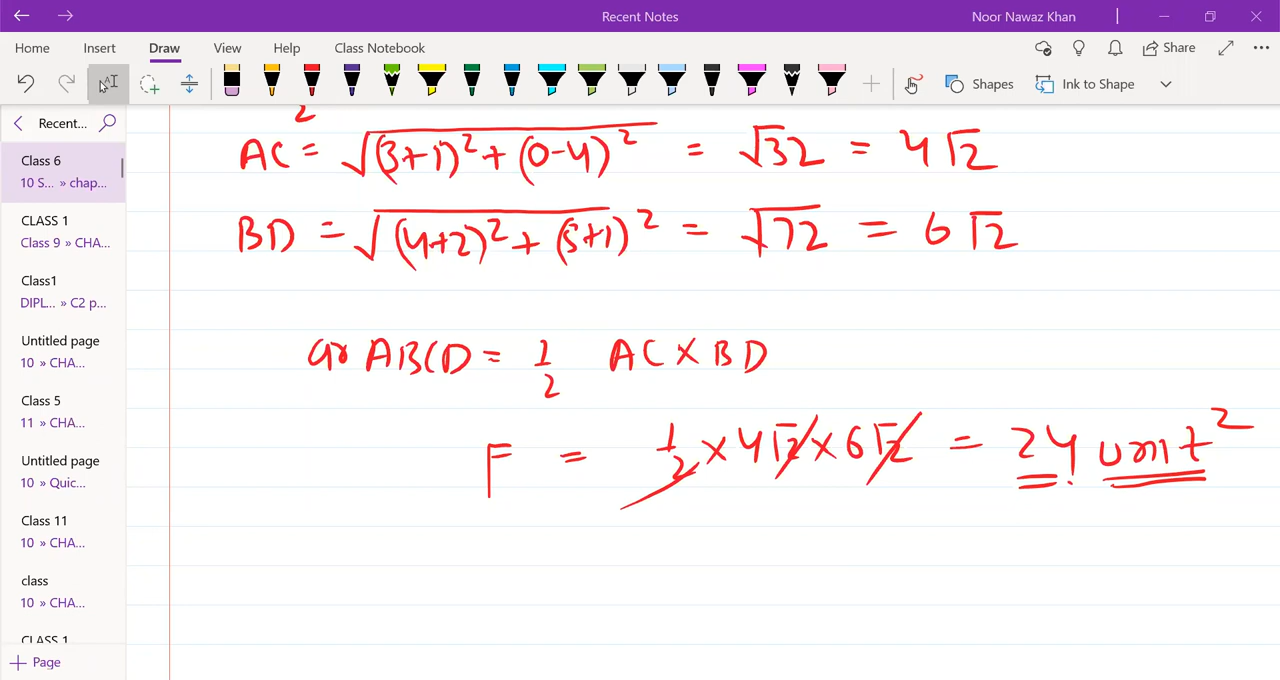 Recent Notes
Noor Nawaz Khan
Home Insert Draw View Help Class Notebook Share
Shapes Ink to Shape
Recent...
Class 6
10 S... » chap...
CLASS 1
Class 9 » CHA...
Class1
DIPL... » C2 p...
Untitled page
10 » CHA...
Class 5
11 » CHA...
Untitled page
10 » Quic...
Class 11
10 » CHA...
class
10 » CHA...
CLASS 1
Page
2
AC = √(3+1)² + (0-4)² = √32 = 4√2
BD = √(4+2)² + (5+1)² = √72 = 6√2
ar ABCD = 1/2 AC × BD
F = 1/2 × 4√2 × 6√2 = 24 unit²